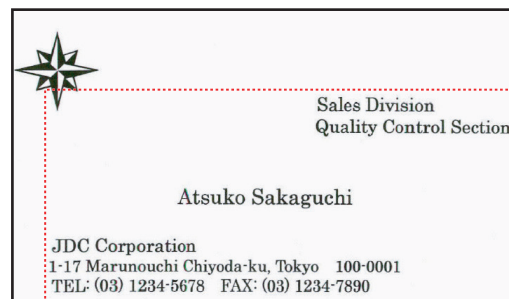 Sales Division
Quality Control Section
Atsuko Sakaguchi
JDC Corporation
1-17 Marunouchi Chiyoda-ku, Tokyo 100-0001
TEL: (03) 1234-5678 FAX: (03) 1234-7890